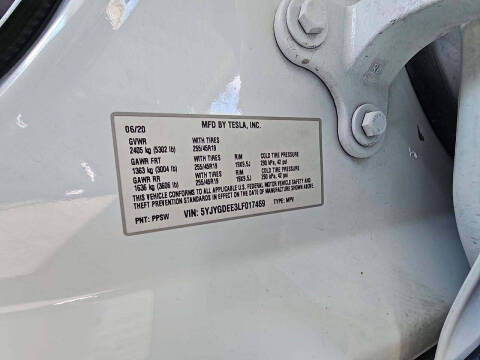 06/20 MFD BY TESLA, INC.
GVWR WITH TIRES
2405 kg (5302 lb) 255/45R19
GAWR FRT WITH TIRES RIM COLD TIRE PRESSURE
1363 kg (3004 lb) 255/45R19 19X9.5J 290 kPa, 42 psi
GAWR RR WITH TIRES RIM COLD TIRE PRESSURE
1636 kg (3606 lb) 255/45R19 19X9.5J 290 kPa, 42 psi
THIS VEHICLE CONFORMS TO ALL APPLICABLE U.S. FEDERAL MOTOR VEHICLE SAFETY AND
THEFT PREVENTION STANDARDS IN EFFECT ON THE DATE OF THE MANUFACTURE SHOWN ABOVE.
PNT: PPSW VIN: 5YJYGDEE3LF017469 TYPE: MPV